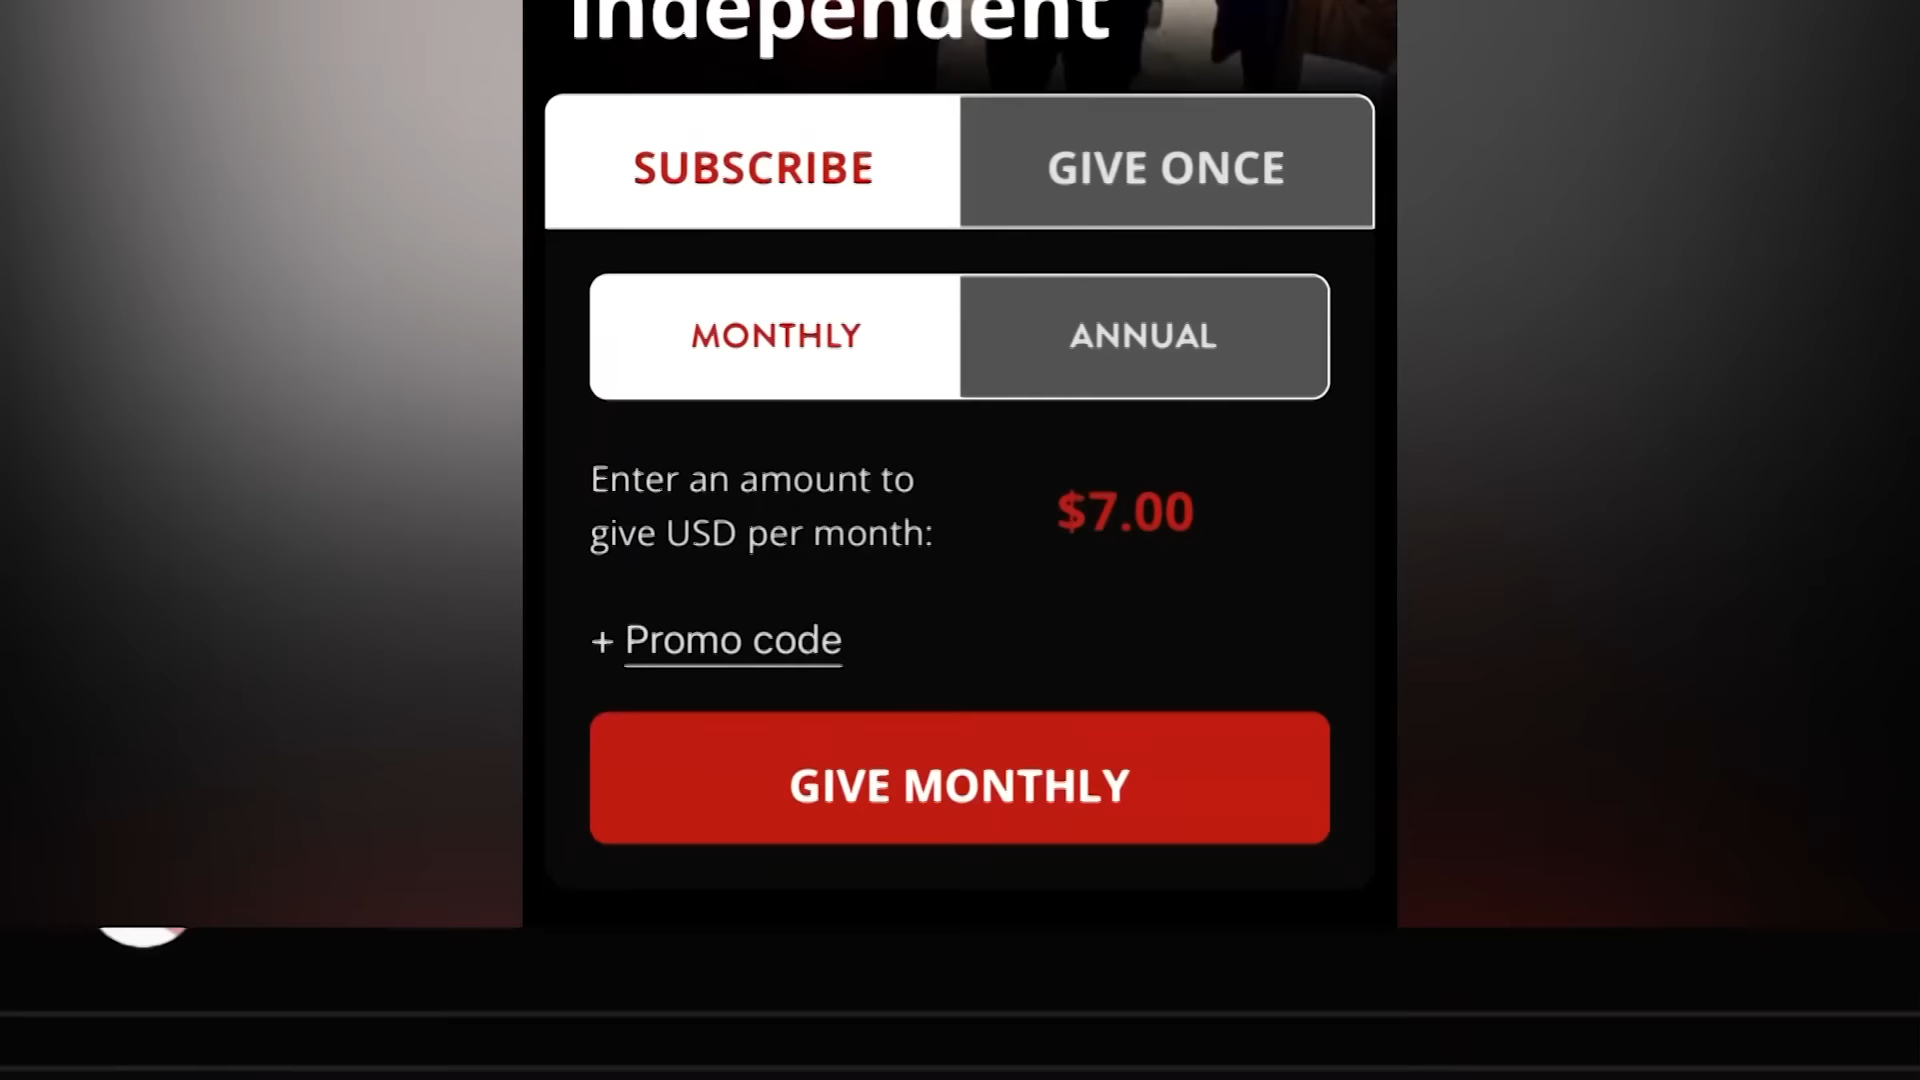 Independent
SUBSCRIBE
GIVE ONCE
MONTHLY
ANNUAL
Enter an amount to
give USD per month:
$7.00
+ Promo code
GIVE MONTHLY